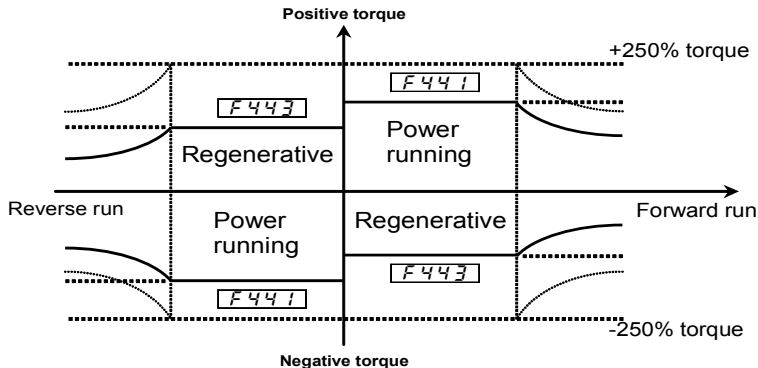 Positive torque
+250% torque
F441
F443
Power
running
Regenerative
Reverse run
Forward run
Power
running
Regenerative
F443
F441
-250% torque
Negative torque